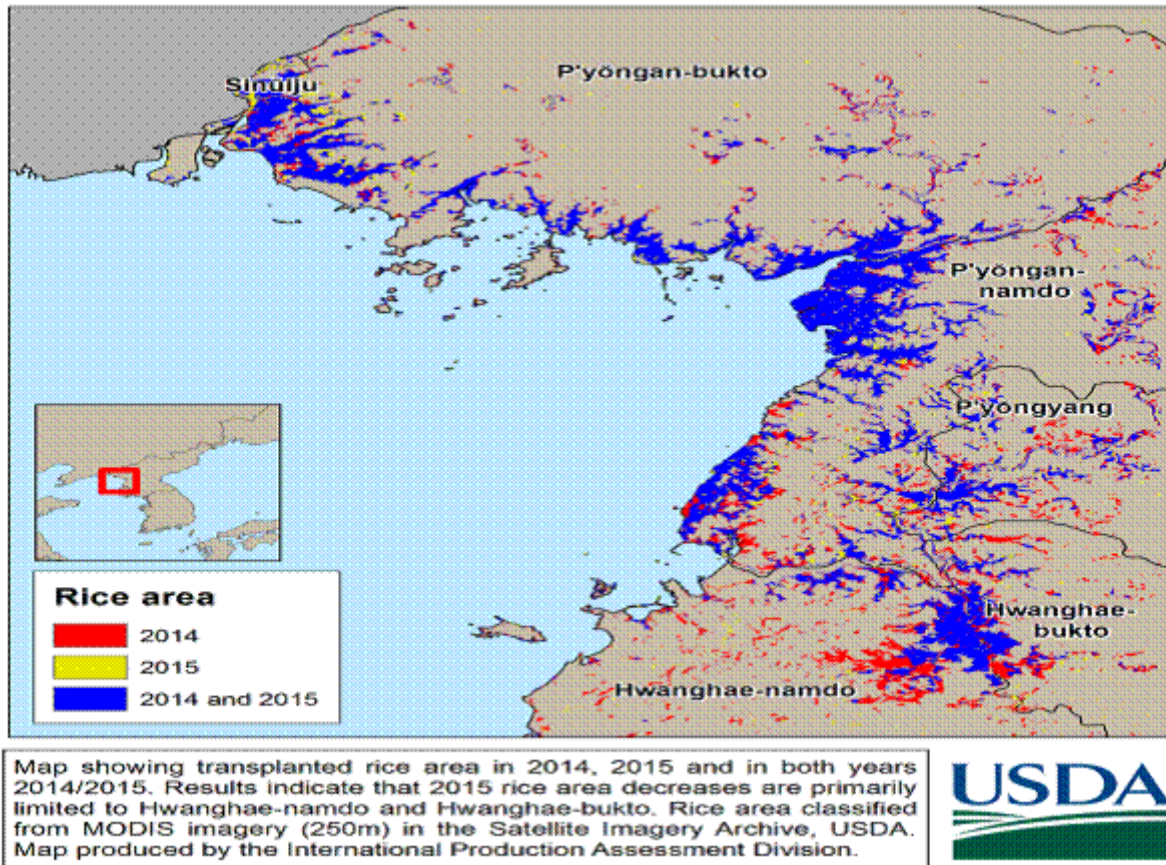 Sinuiju
P'yŏngan-bukto
P'yŏngan-
namdo
P'yŏngyang
Hwanghae-
bukto
Hwanghae-namdo
Rice area
2014
2015
2014 and 2015
Map showing transplanted rice area in 2014, 2015 and in both years
2014/2015. Results indicate that 2015 rice area decreases are primarily
limited to Hwanghae-namdo and Hwanghae-bukto. Rice area classified
from MODIS imagery (250m) in the Satellite Imagery Archive, USDA.
Map produced by the International Production Assessment Division.
USDA